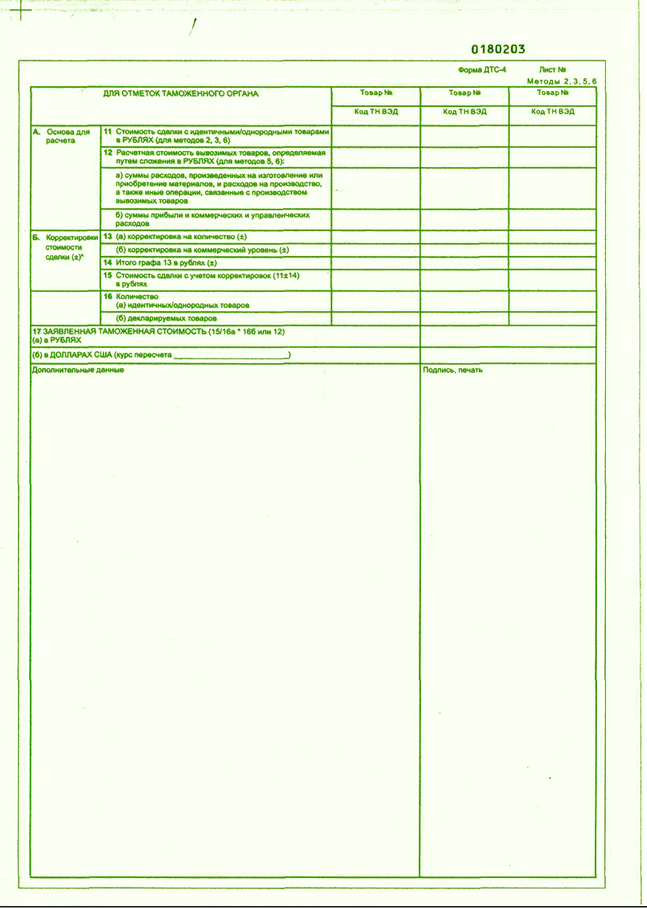 0180203
Форма ДТС-4 Лист №
Методы 2, 3, 5, 6
ДЛЯ ОТМЕТОК ТАМОЖЕННОГО ОРГАНА
Товар № Товар № Товар №
Код ТН ВЭД Код ТН ВЭД Код ТН ВЭД
А. Основа для
расчета
11 Стоимость сделки с идентичными/однородными товарами
в РУБЛЯХ (для методов 2, 3, 6)
12 Расчетная стоимость вывозимых товаров, определяемая
путем сложения в РУБЛЯХ (для методов 5, 6):
а) суммы расходов, произведенных на изготовление или
приобретение материалов, и расходов на производство,
а также иные операции, связанные с производством
вывозимых товаров
б) суммы прибыли и коммерческих и управленческих
расходов
Б. Корректировки
стоимости
сделки (±)*
13 (а) корректировка на количество (±)
(б) корректировка на коммерческий уровень (±)
14 Итого графа 13 в рублях (±)
15 Стоимость сделки с учетом корректировок (11±14)
в рублях
16 Количество
(а) идентичных/однородных товаров
(б) декларируемых товаров
17 ЗАЯВЛЕННАЯ ТАМОЖЕННАЯ СТОИМОСТЬ (15/16а * 16б или 12)
(а) в РУБЛЯХ
(б) в ДОЛЛАРАХ США (курс пересчета ____________________)
Дополнительные данные Подпись, печать